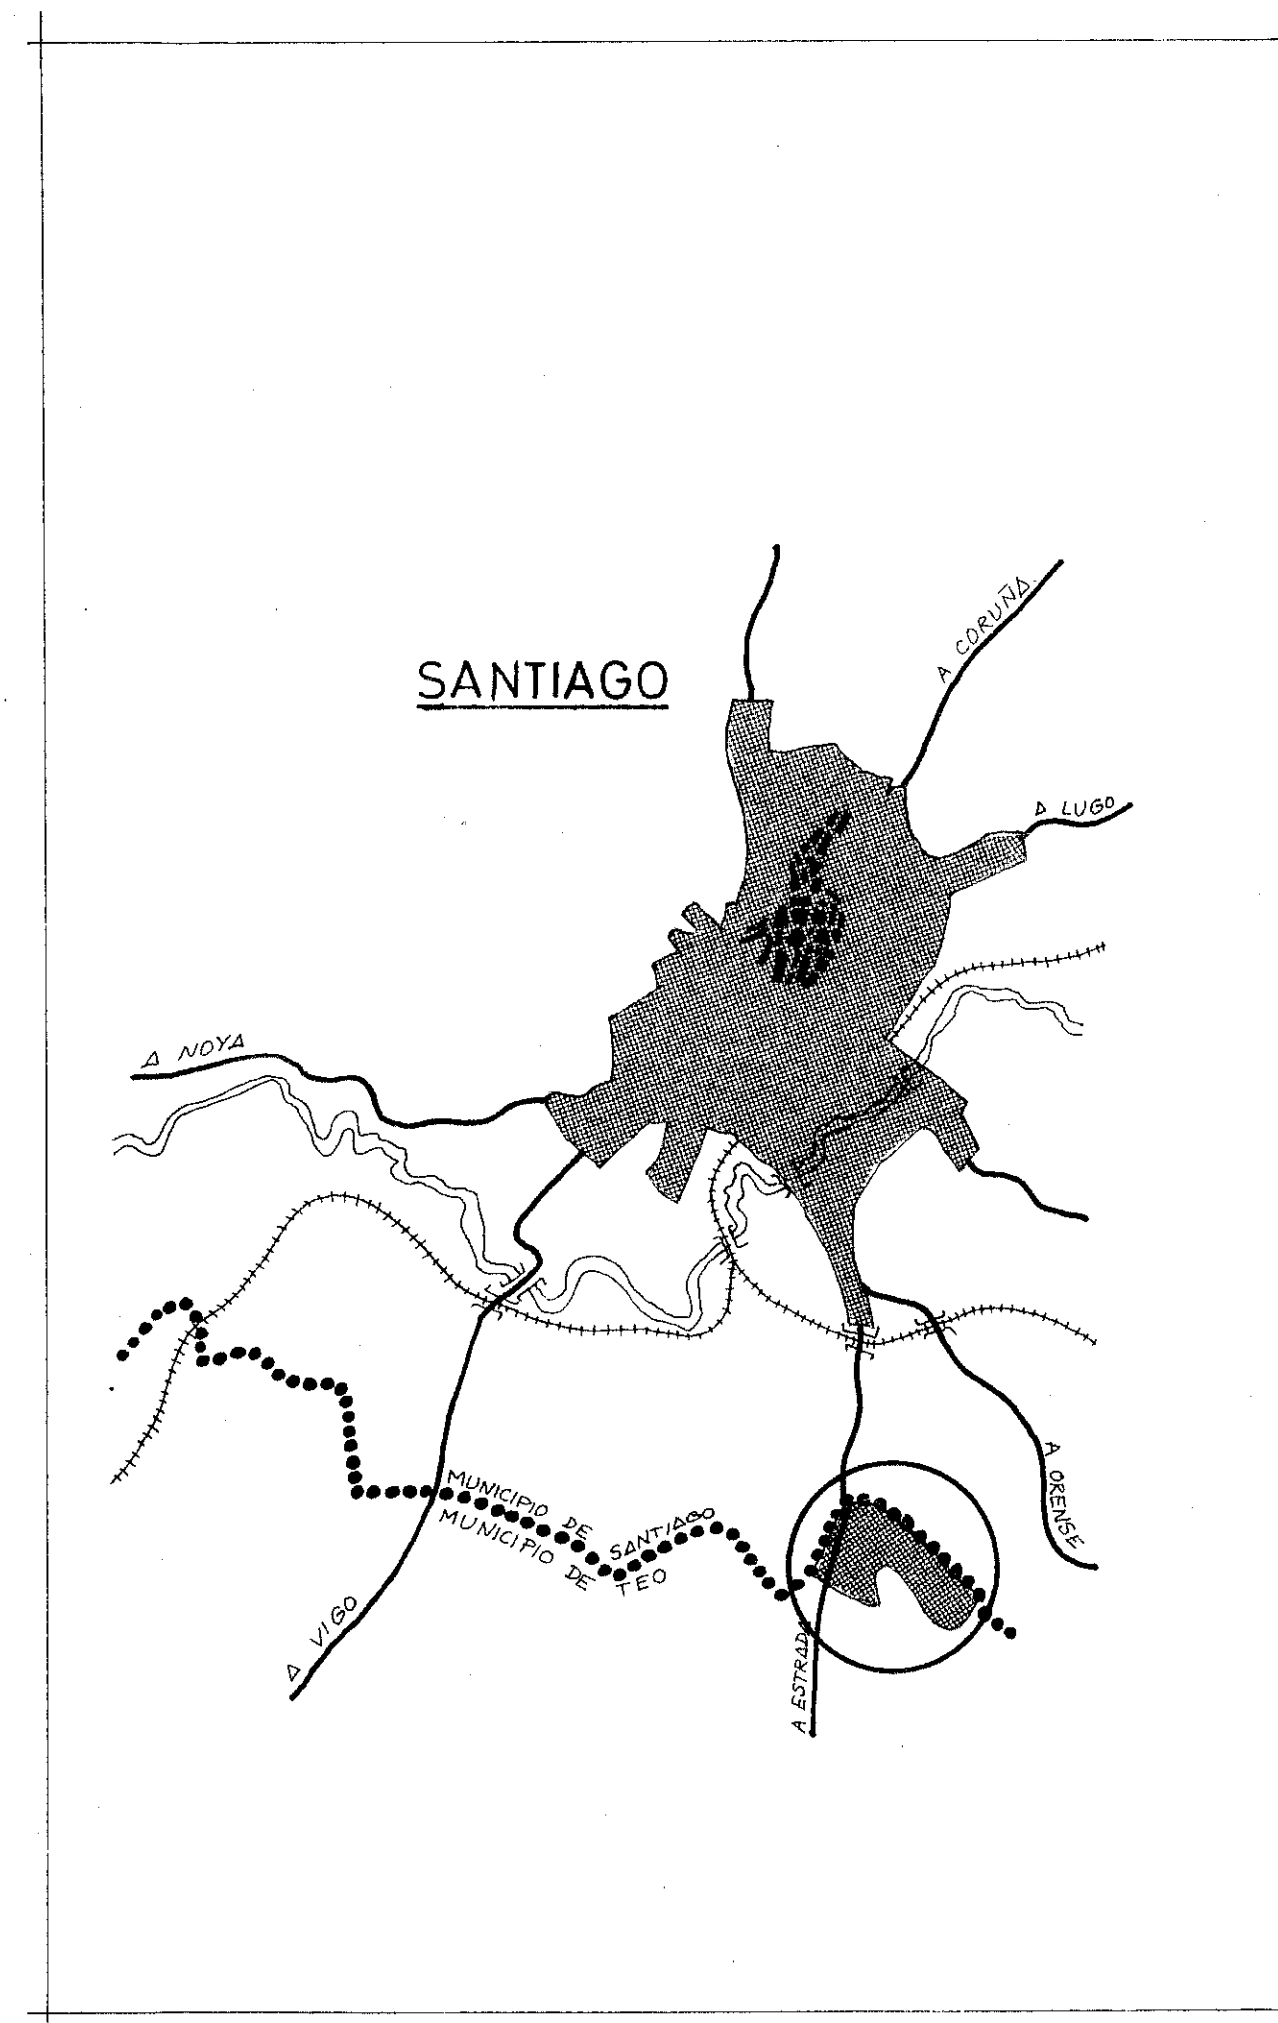 A CORUÑA
SANTIAGO
A LUGO
A NOYA
MUNICIPIO DE SANTIAGO
MUNICIPIO DE TEO
A ORENSE
A VIGO
A ESTRADA